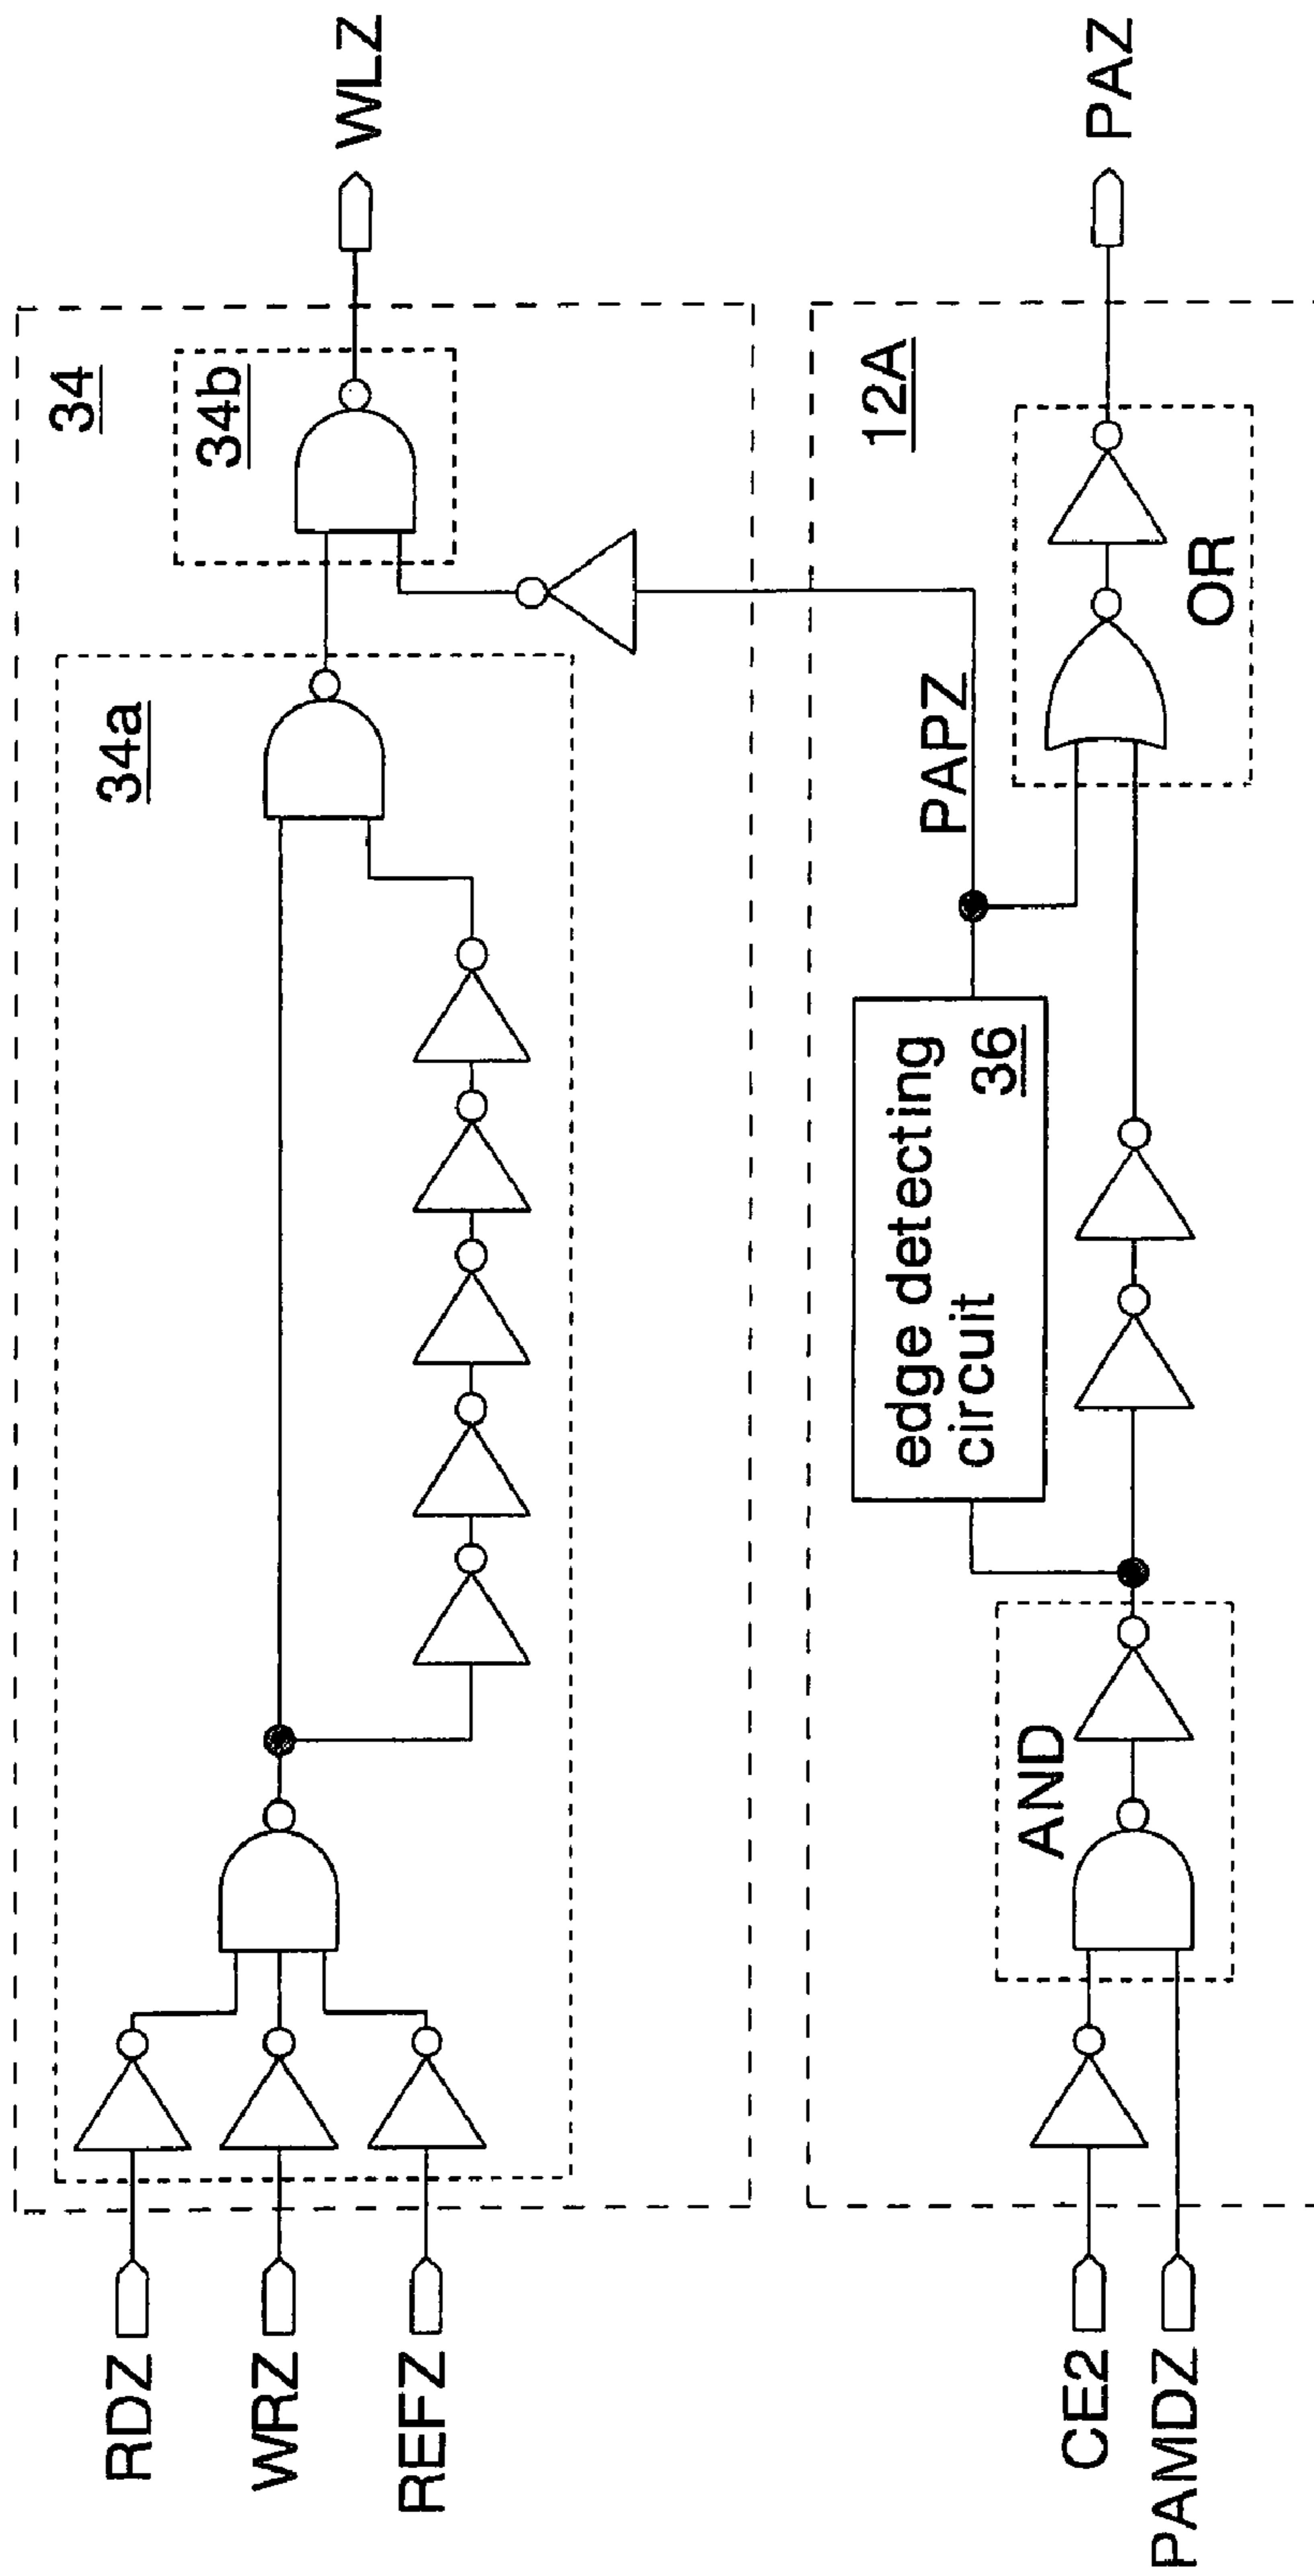 RDZ
WRZ
REFZ
34a
34b
34
WLZ
CE2
PAMDZ
AND
edge detecting
circuit
36
PAPZ
OR
12A
PAZ